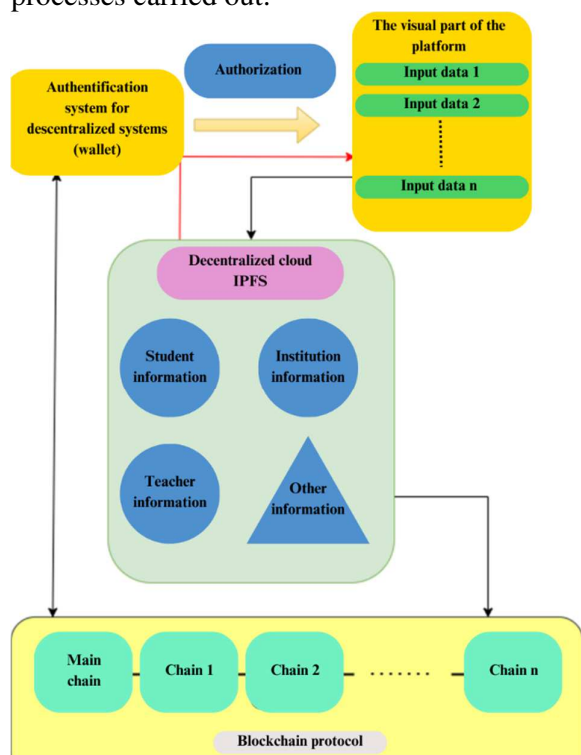 processes carried out.
The visual part of the
platform
Authorization
Input data 1
Authentification
system for
descentralized systems
(wallet)
Input data 2
Input data n
Decentralized cloud
IPFS
Student
information
Institution
information
Teacher
information
Other
information
Main
chain
Chain 1
Chain 2
Chain n
Blockchain protocol